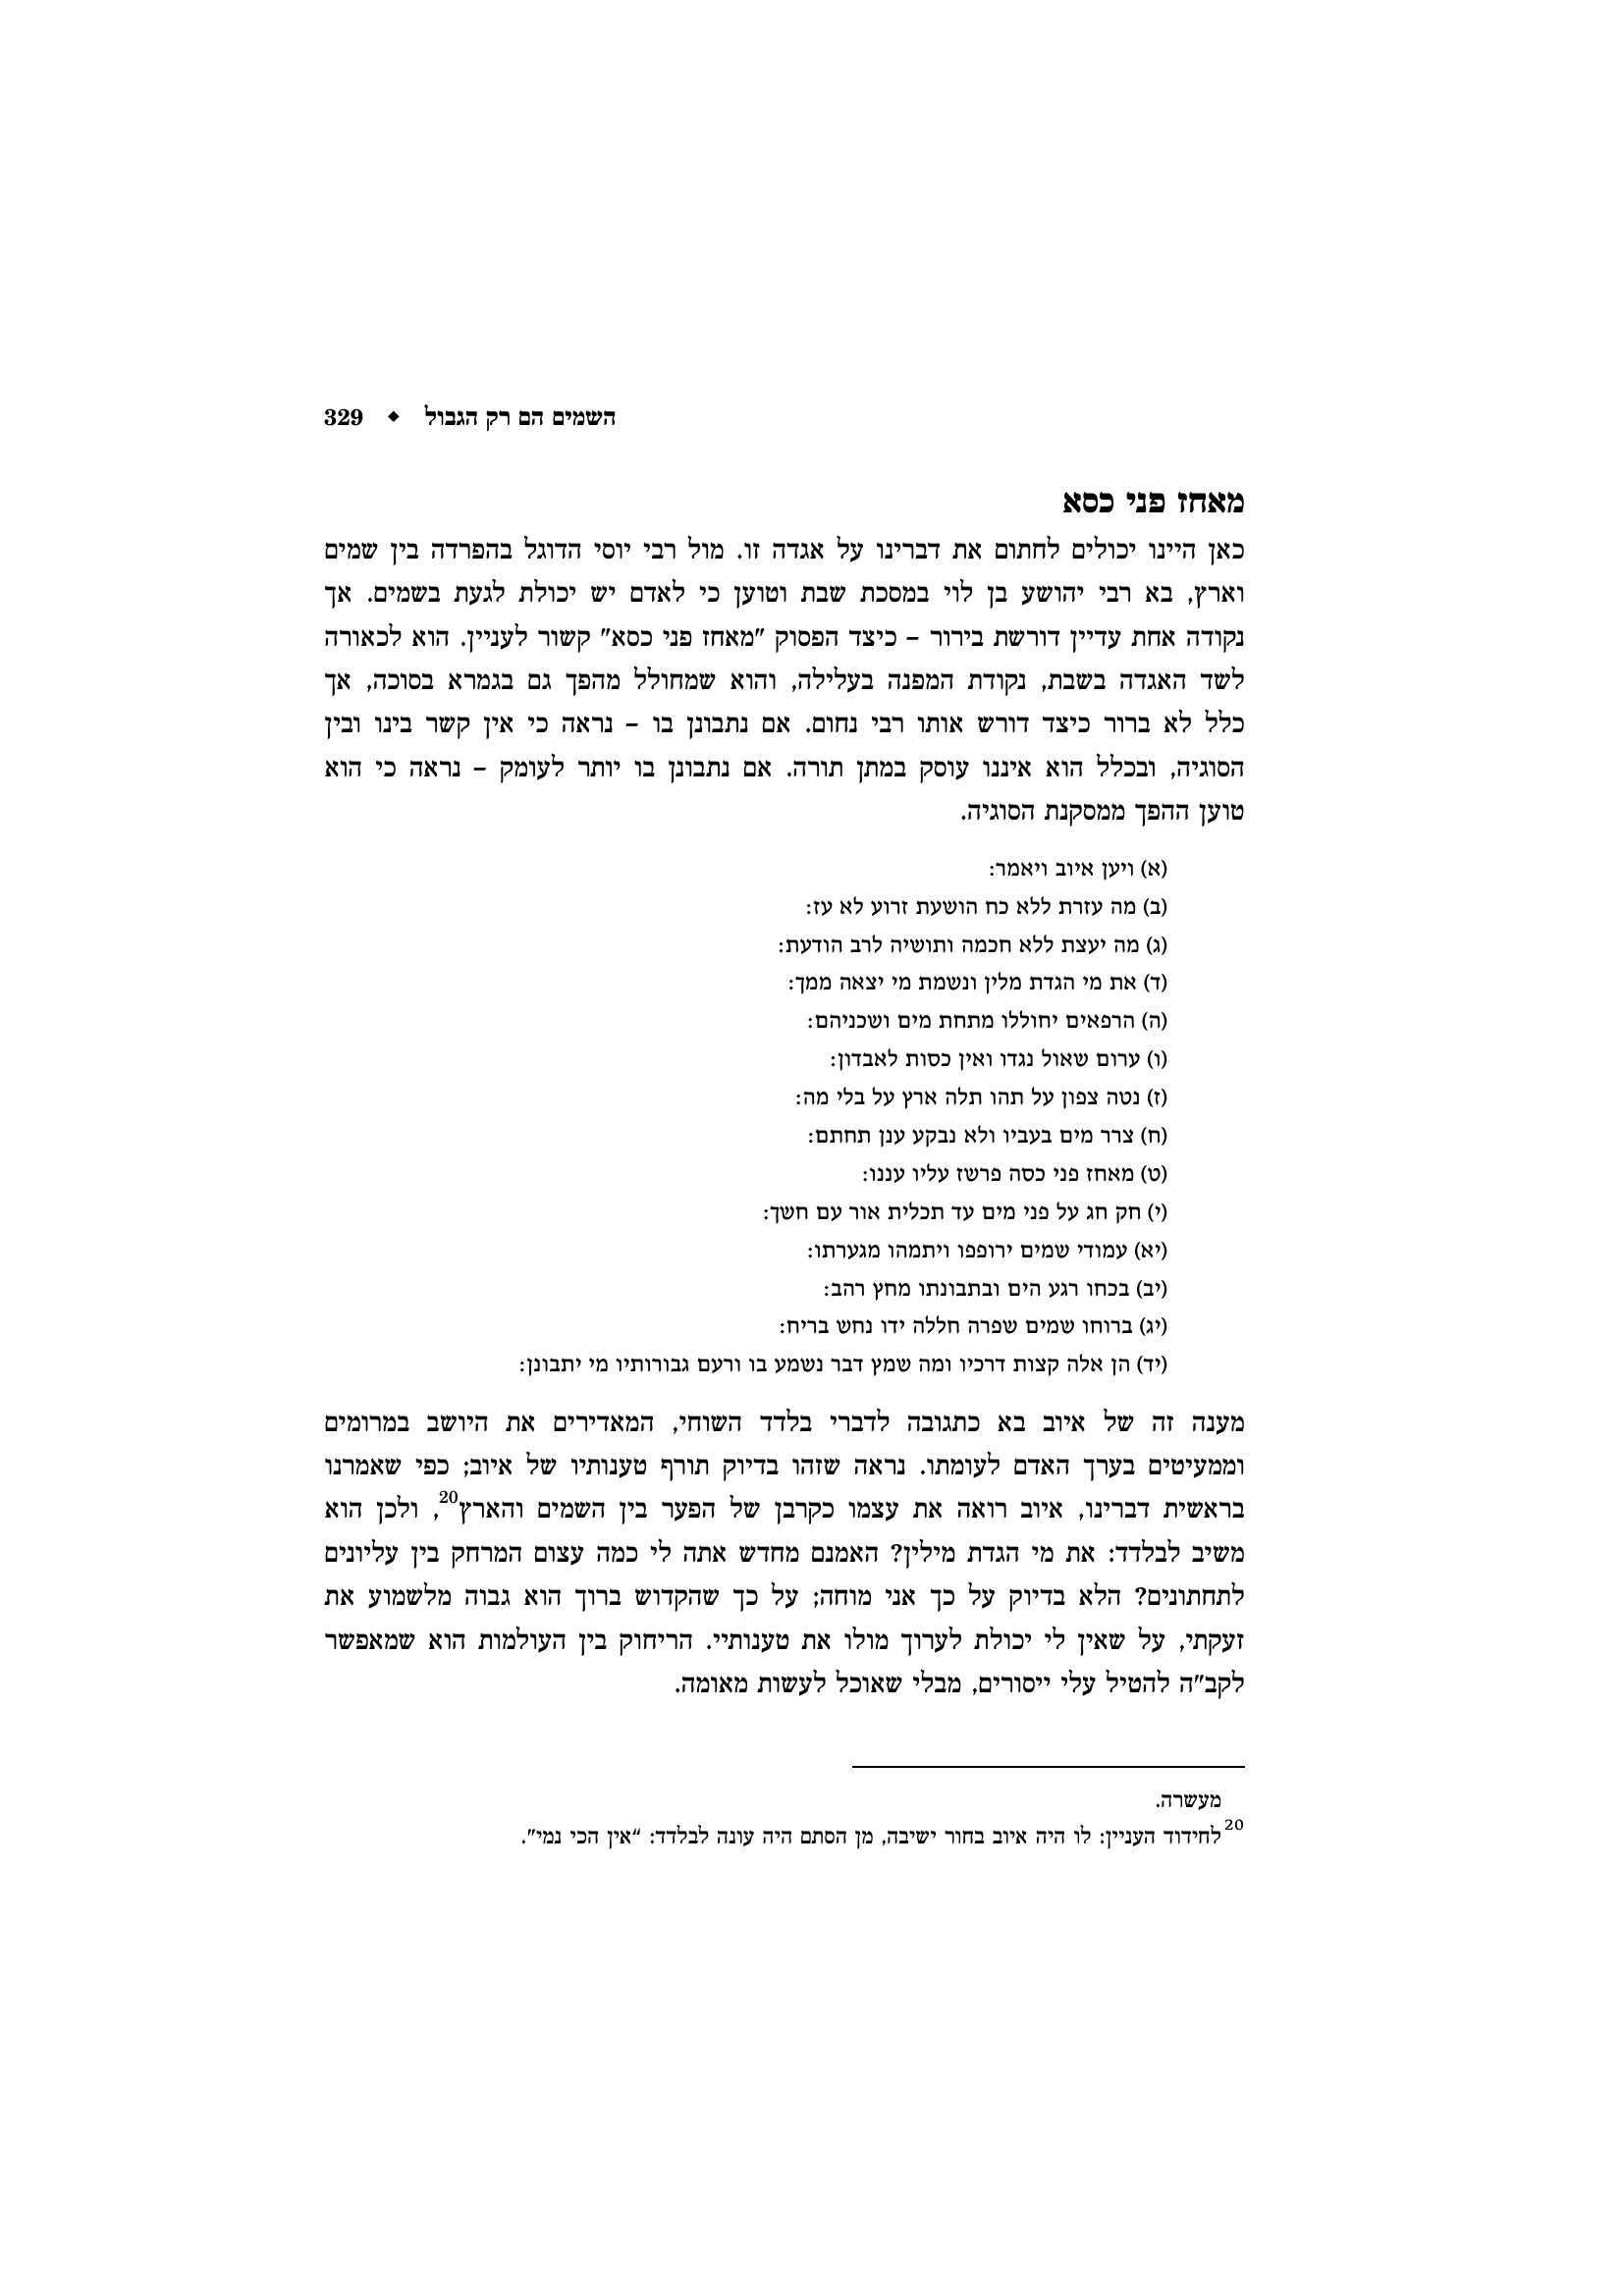 השמים הם רק הגבול ◆ 329
מאחז פני כסא
כאן היינו יכולים לחתום את דברינו על אגדה זו. מול רבי יוסי הדוגל בהפרדה בין שמים
וארץ, בא רבי יהושע בן לוי במסכת שבת וטוען כי לאדם יש יכולת לגעת בשמים. אך
נקודה אחת עדיין דורשת בירור – כיצד הפסוק "מאחז פני כסא" קשור לעניין. הוא לכאורה
לשד האגדה בשבת, נקודת המפנה בעלילה, והוא שמחולל מהפך גם בגמרא בסוכה, אך
כלל לא ברור כיצד דורש אותו רבי נחום. אם נתבונן בו – נראה כי אין קשר בינו ובין
הסוגיה, ובכלל הוא איננו עוסק במתן תורה. אם נתבונן בו יותר לעומק – נראה כי הוא
טוען ההפך ממסקנת הסוגיה.
(א) ויען איוב ויאמר:
(ב) מה עזרת ללא כח הושעת זרוע לא עז:
(ג) מה יעצת ללא חכמה ותושיה לרב הודעת:
(ד) את מי הגדת מלין ונשמת מי יצאה ממך:
(ה) הרפאים יחוללו מתחת מים ושכניהם:
(ו) ערום שאול נגדו ואין כסות לאבדון:
(ז) נטה צפון על תהו תלה ארץ על בלי מה:
(ח) צרר מים בעביו ולא נבקע ענן תחתם:
(ט) מאחז פני כסה פרשז עליו עננו:
(י) חק חג על פני מים עד תכלית אור עם חשך:
(יא) עמודי שמים ירופפו ויתמהו מגערתו:
(יב) בכחו רגע הים ובתבונתו מחץ רהב:
(יג) ברוחו שמים שפרה חללה ידו נחש בריח:
(יד) הן אלה קצות דרכיו ומה שמץ דבר נשמע בו ורעם גבורותיו מי יתבונן:
מענה זה של איוב בא כתגובה לדברי בלדד השוחי, המאדירים את היושב במרומים
וממעיטים בערך האדם לעומתו. נראה שזהו בדיוק תורף טענותיו של איוב; כפי שאמרנו
בראשית דברינו, איוב רואה את עצמו כקרבן של הפער בין השמים והארץ20, ולכן הוא
משיב לבלדד: את מי הגדת מילין? האמנם מחדש אתה לי כמה עצום המרחק בין עליונים
לתחתונים? הלא בדיוק על כך אני מוחה; על כך שהקדוש ברוך הוא גבוה מלשמוע את
זעקתי, על שאין לי יכולת לערוך מולו את טענותיי. הריחוק בין העולמות הוא שמאפשר
לקב"ה להטיל עלי ייסורים, מבלי שאוכל לעשות מאומה.
מעשרה.
20 לחידוד העניין: לו היה איוב בחור ישיבה, מן הסתם היה עונה לבלדד: "אין הכי נמי".